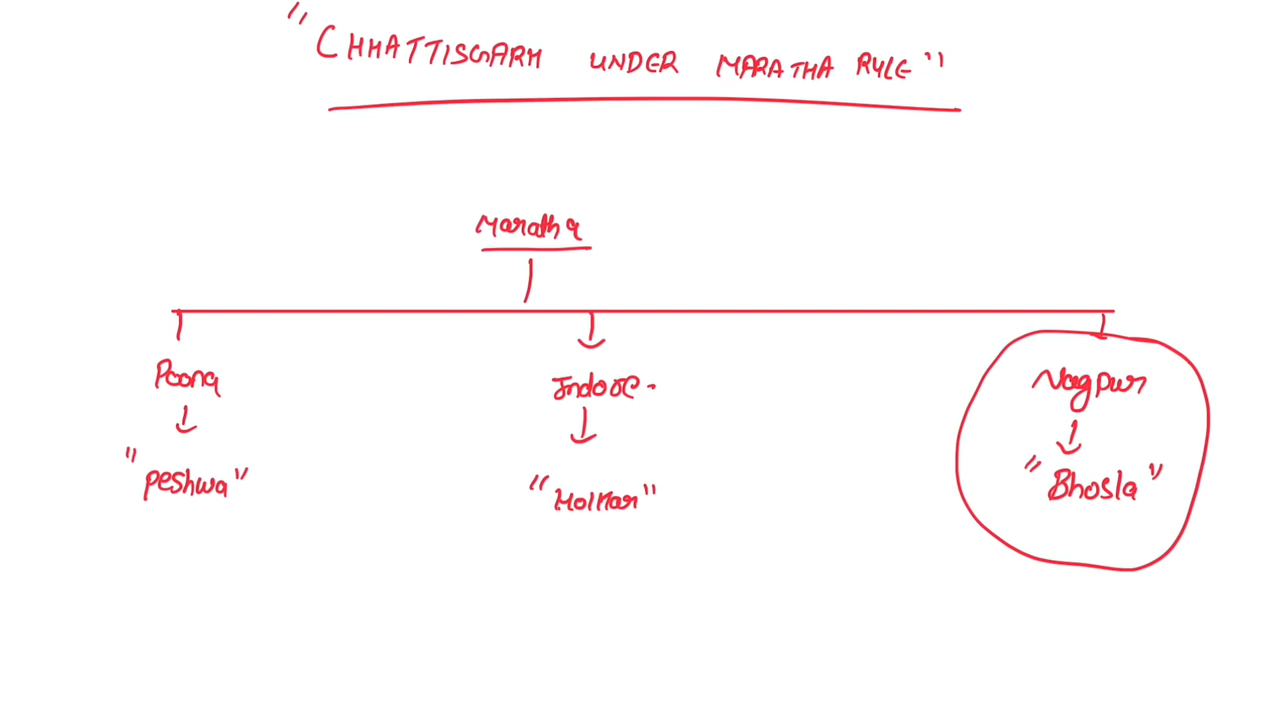 "CHHATTISGARH UNDER MARATHA RULE"
Maratha
Poona
Indore.
Nagpur
"Peshwa"
"Holkar"
"Bhosla"